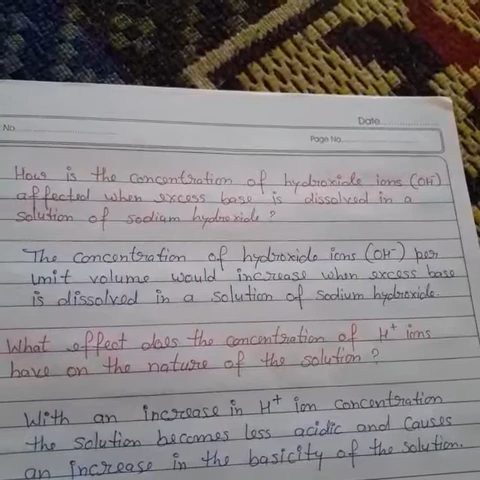 Date
No.
Page No.
How is the concentration of hydroxide ions (OH⁻)
affected when excess base is dissolved in a
solution of sodium hydroxide?
The concentration of hydroxide ions (OH⁻) per
unit volume would increase when excess base
is dissolved in a solution of sodium hydroxide.
What effect does the concentration of H⁺ ions
have on the nature of the solution?
With an increase in H⁺ ion concentration
the solution becomes less acidic and causes
an increase in the basicity of the solution.